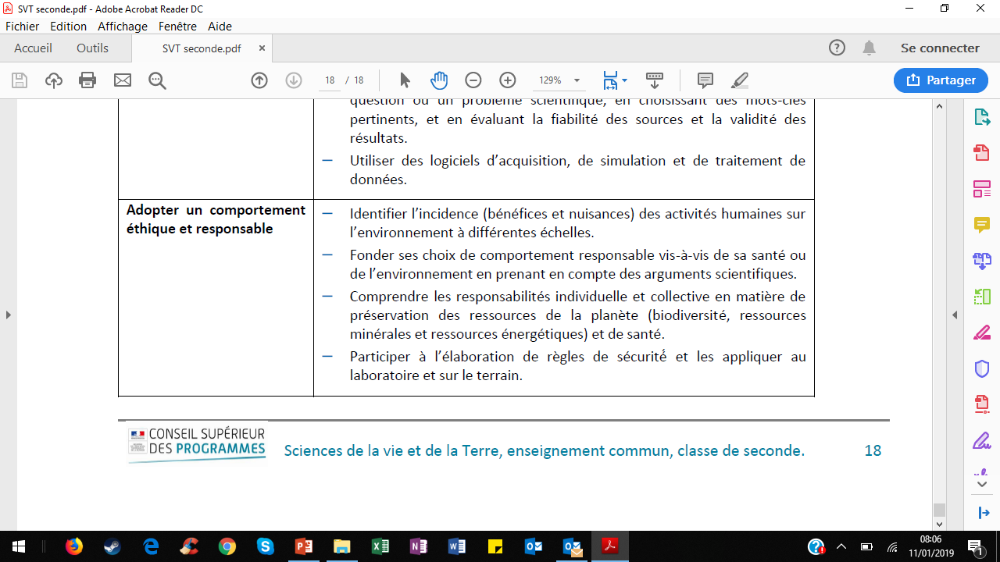 SVT seconde.pdf - Adobe Acrobat Reader DC
Fichier Edition Affichage Fenêtre Aide
Accueil Outils SVT seconde.pdf × Se connecter
18 / 18 129% Partager
question ou un problème scientifique, en choisissant des mots-clés
pertinents, et en évaluant la fiabilité des sources et la validité des
résultats.
— Utiliser des logiciels d’acquisition, de simulation et de traitement de
données.
Adopter un comportement
éthique et responsable
— Identifier l’incidence (bénéfices et nuisances) des activités humaines sur
l’environnement à différentes échelles.
— Fonder ses choix de comportement responsable vis-à-vis de sa santé ou
de l’environnement en prenant en compte des arguments scientifiques.
— Comprendre les responsabilités individuelle et collective en matière de
préservation des ressources de la planète (biodiversité, ressources
minérales et ressources énergétiques) et de santé.
— Participer à l’élaboration de règles de sécurité et les appliquer au
laboratoire et sur le terrain.
CONSEIL SUPÉRIEUR
DES PROGRAMMES
Sciences de la vie et de la Terre, enseignement commun, classe de seconde. 18
08:06
11/01/2019